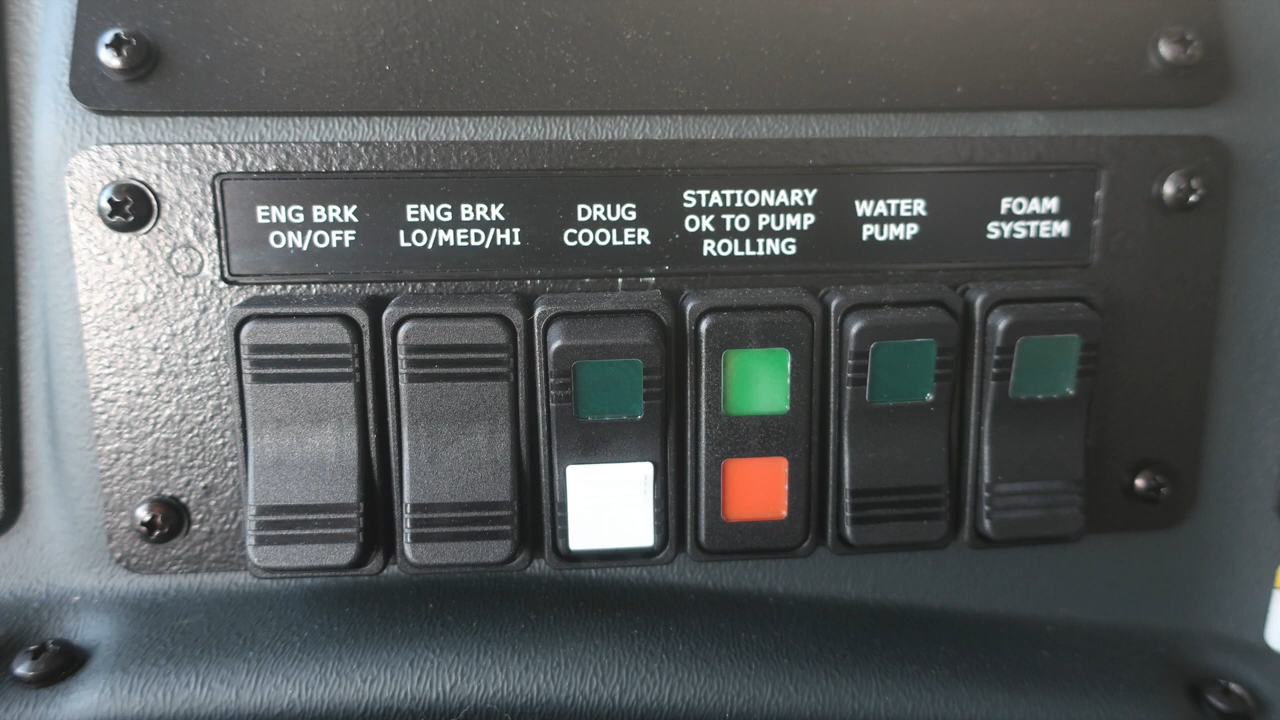 ENG BRK
ON/OFF
ENG BRK
LO/MED/HI
DRUG
COOLER
STATIONARY
OK TO PUMP
ROLLING
WATER
PUMP
FOAM
SYSTEM